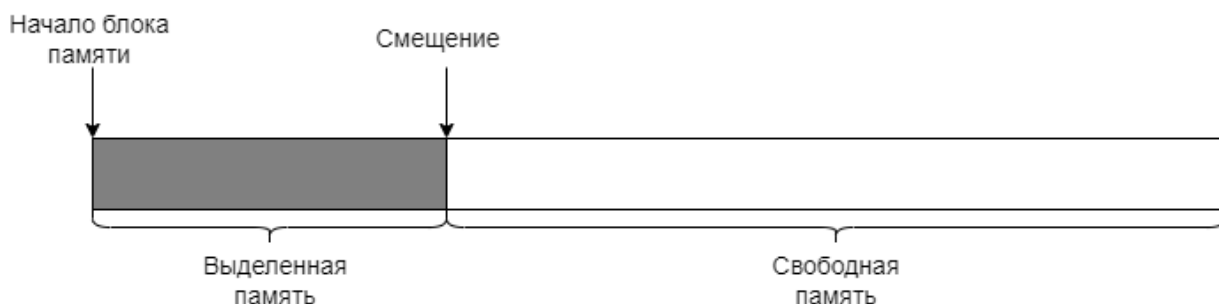 Начало блока
памяти
Смещение
Выделенная
память
Свободная
память